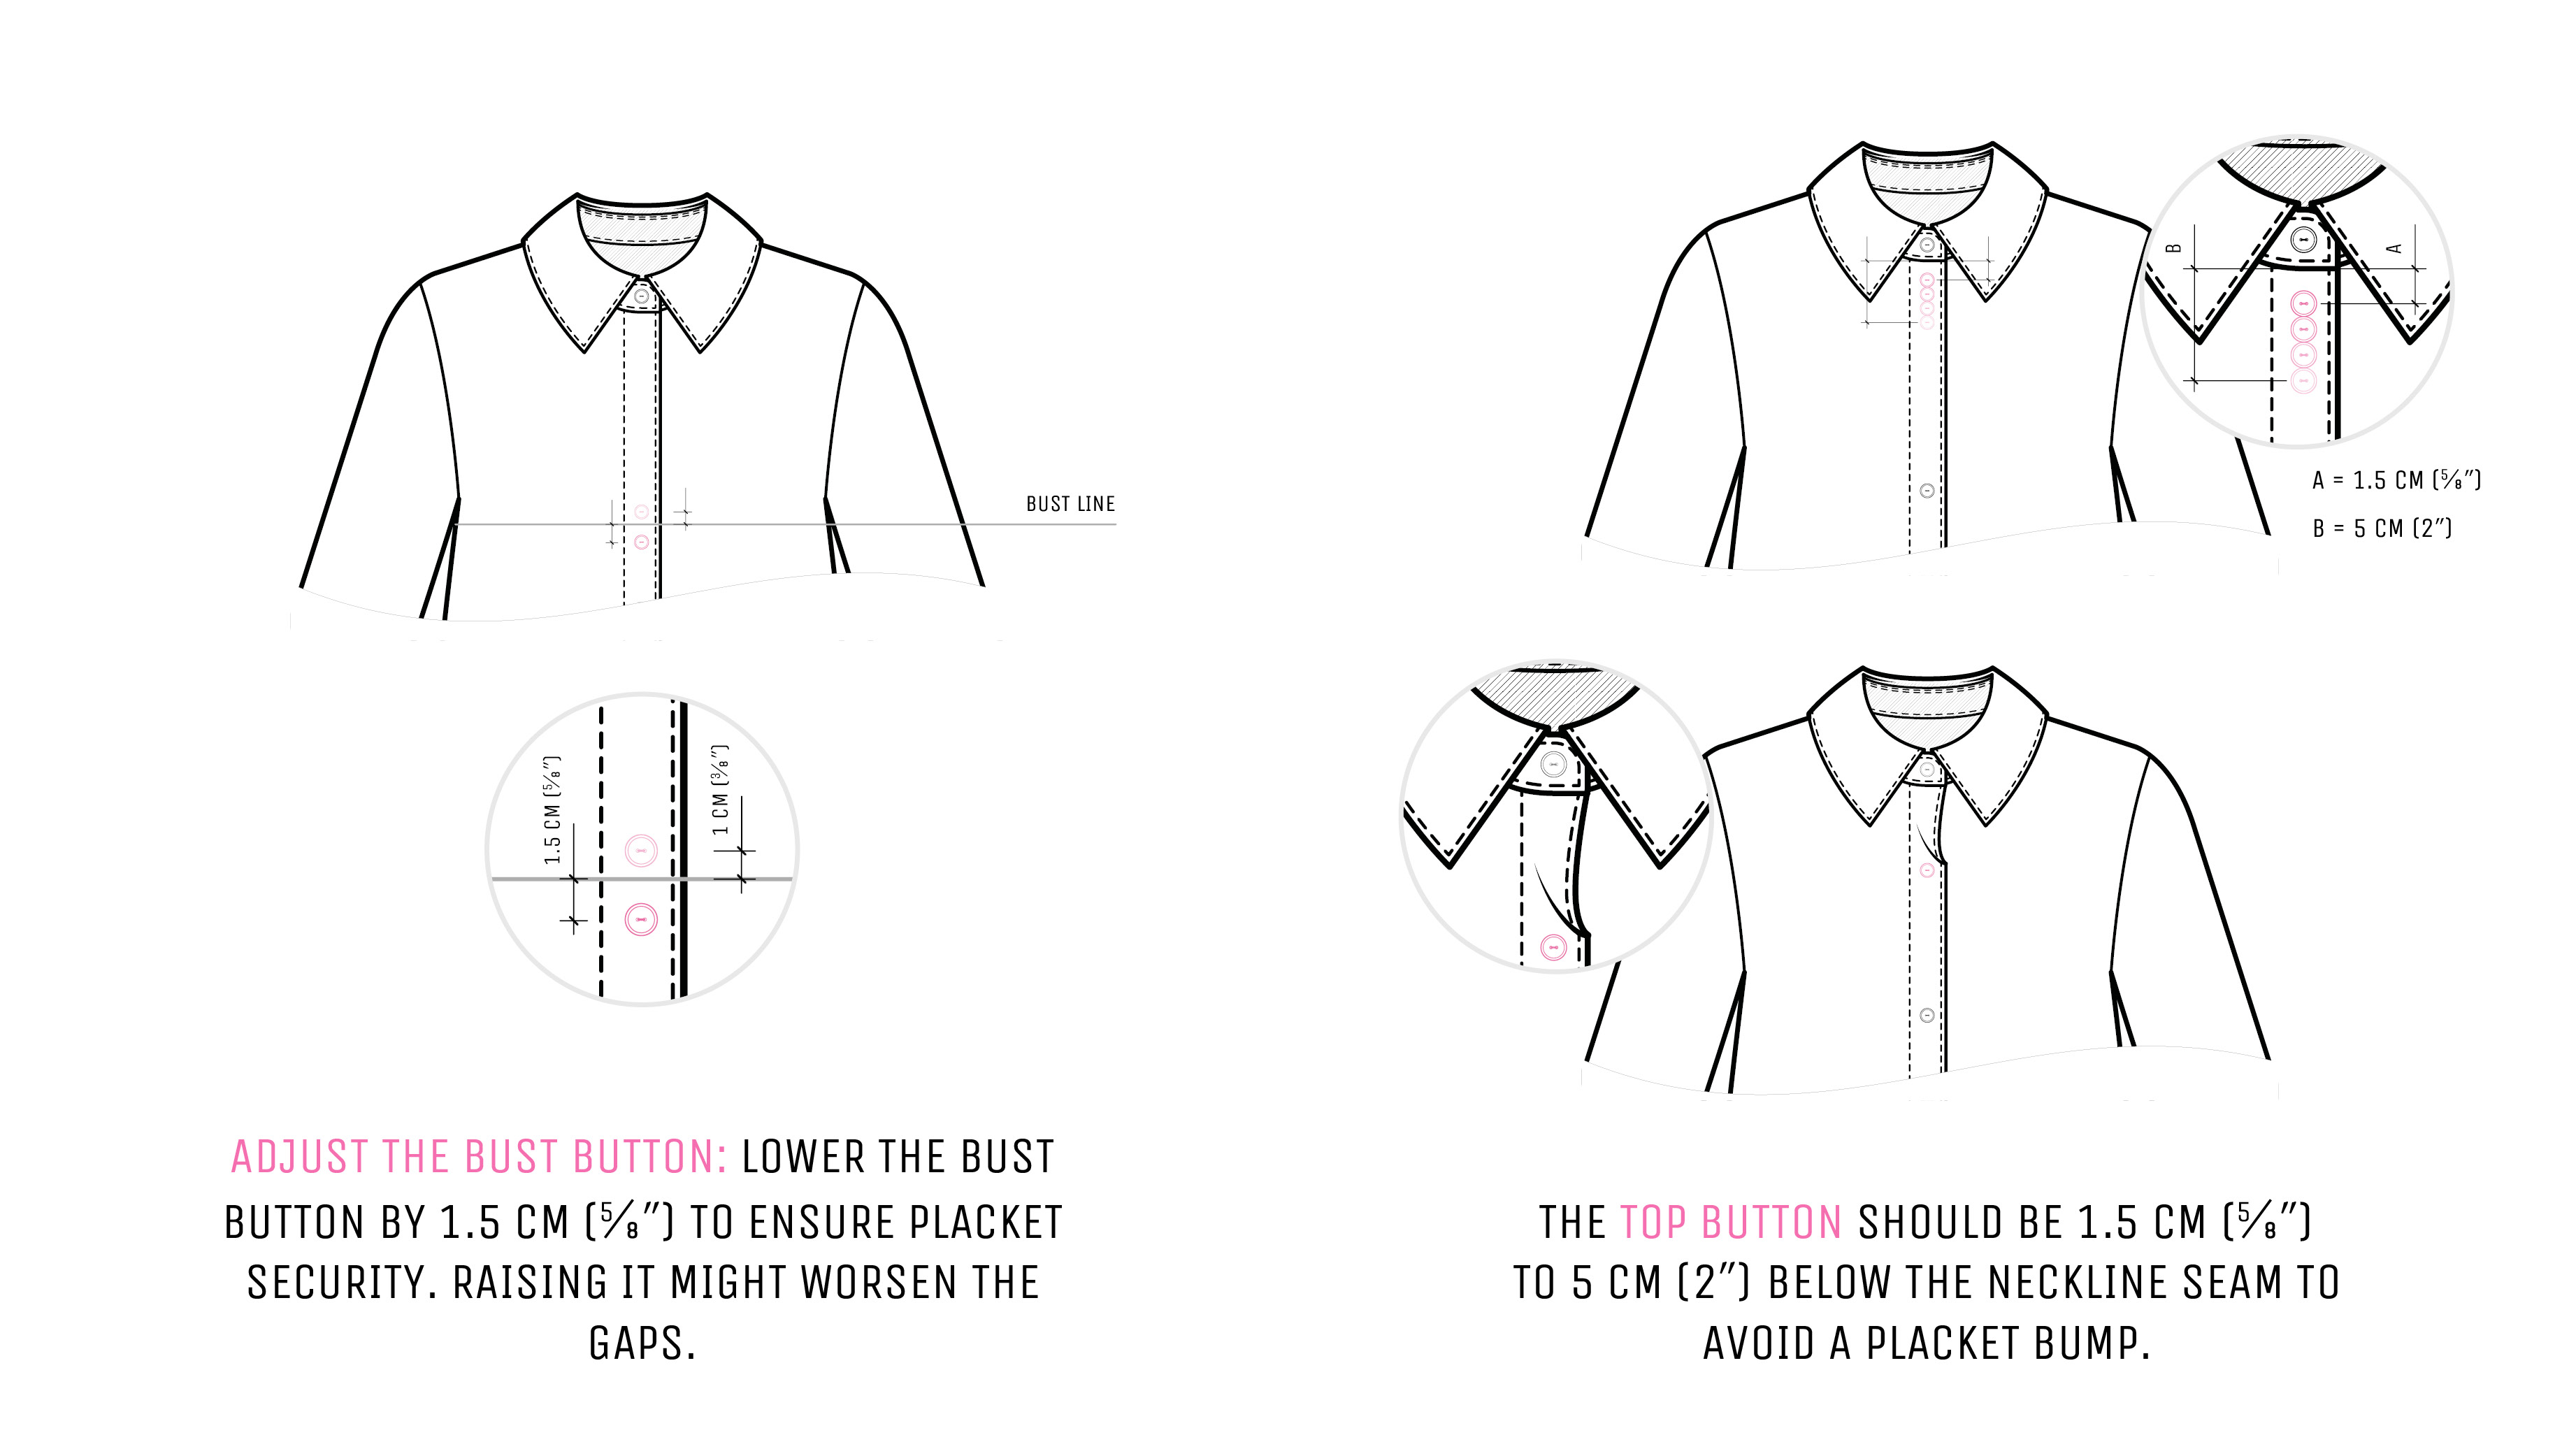 BUST LINE
1.5 CM (⅝″)
1 CM (⅜″)
ADJUST THE BUST BUTTON: LOWER THE BUST
BUTTON BY 1.5 CM (⅝″) TO ENSURE PLACKET
SECURITY. RAISING IT MIGHT WORSEN THE
GAPS.
B
A
A = 1.5 CM (⅝″)
B = 5 CM (2″)
THE TOP BUTTON SHOULD BE 1.5 CM (⅝″)
TO 5 CM (2″) BELOW THE NECKLINE SEAM TO
AVOID A PLACKET BUMP.